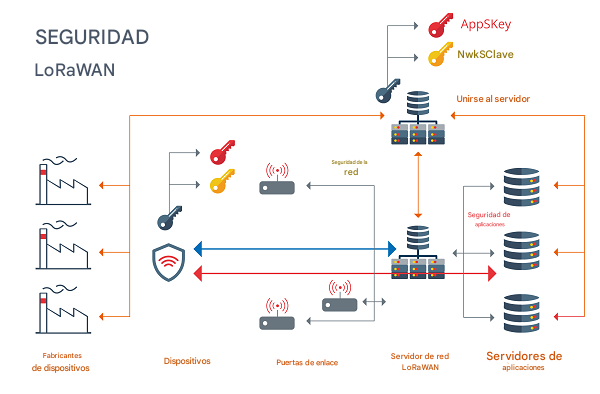 SEGURIDAD
LoRaWAN
AppSKey
NwkSClave
Unirse al servidor
Seguridad de la
red
Seguridad de
aplicaciones
Fabricantes
de dispositivos
Dispositivos
Puertas de enlace
Servidor de red
LoRaWAN
Servidores de
aplicaciones